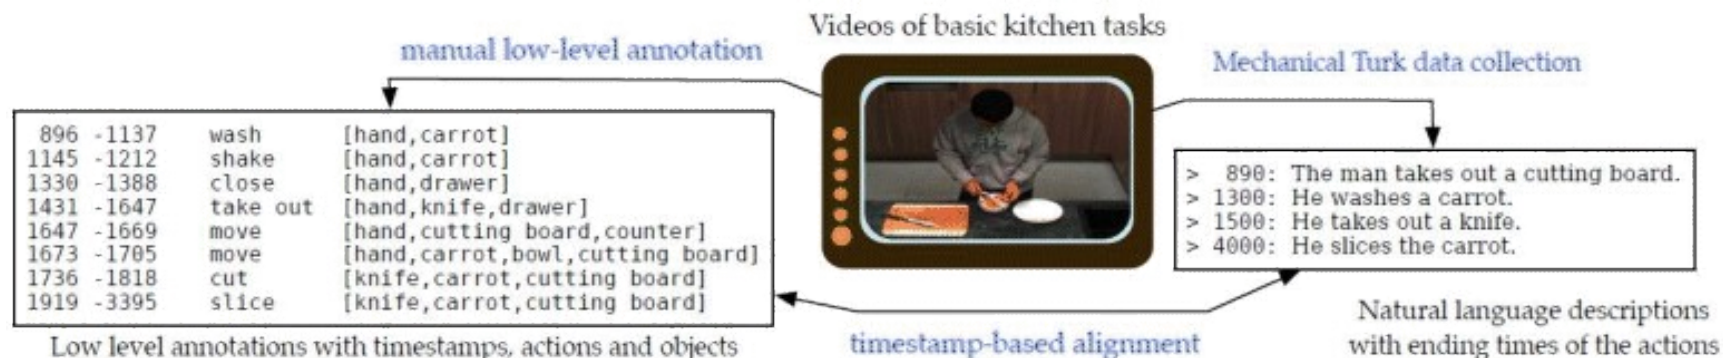 Videos of basic kitchen tasks
manual low-level annotation
Mechanical Turk data collection
896 -1137 wash [hand,carrot]
1145 -1212 shake [hand,carrot]
1330 -1388 close [hand,drawer]
1431 -1647 take out [hand,knife,drawer]
1647 -1669 move [hand,cutting board,counter]
1673 -1705 move [hand,carrot,bowl,cutting board]
1736 -1818 cut [knife,carrot,cutting board]
1919 -3395 slice [knife,carrot,cutting board]
Low level annotations with timestamps, actions and objects
> 890: The man takes out a cutting board.
> 1300: He washes a carrot.
> 1500: He takes out a knife.
> 4000: He slices the carrot.
timestamp-based alignment
Natural language descriptions
with ending times of the actions